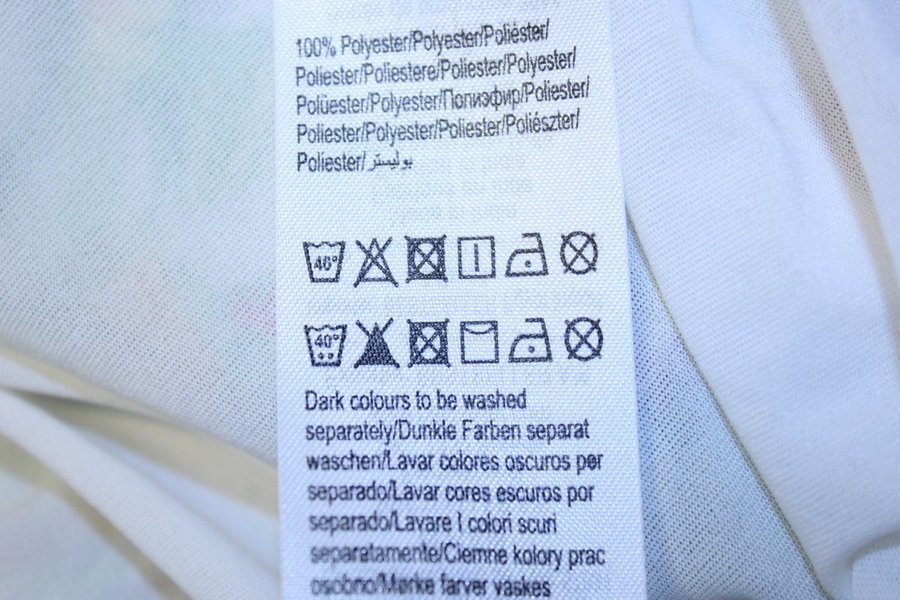 100% Polyester/Polyester/Poliéster/
Poliester/Poliestere/Poliester/Polyester/
Polüester/Polyester/Полиэфир/Poliester/
Poliester/Polyester/Poliester/Poliészter/
Poliester/بوليستر
40°
40°
Dark colours to be washed
separately/Dunkle Farben separat
waschen/Lavar colores oscuros por
separado/Lavar cores escuros por
separado/Lavare I colori scuri
separatamente/Ciemne kolory prac
osobno/Mørke farver vaskes